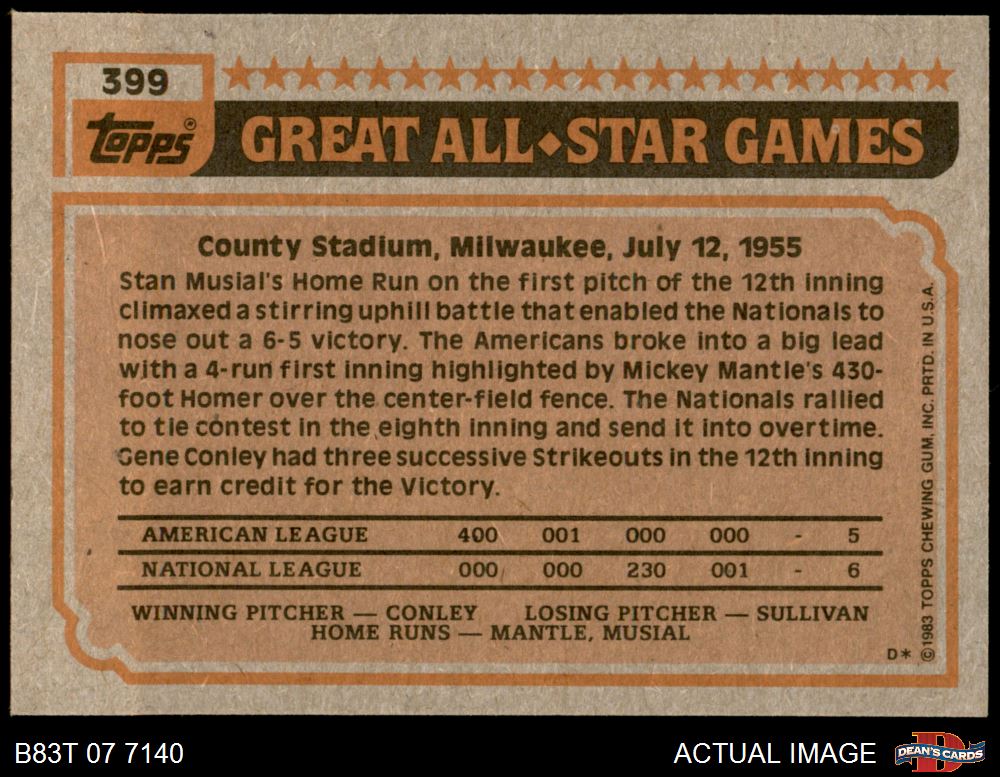 399
Topps®
GREAT ALL◆STAR GAMES
County Stadium, Milwaukee, July 12, 1955
Stan Musial's Home Run on the first pitch of the 12th inning
climaxed a stirring uphill battle that enabled the Nationals to
nose out a 6-5 victory. The Americans broke into a big lead
with a 4-run first inning highlighted by Mickey Mantle's 430-
foot Homer over the center-field fence. The Nationals rallied
to tie contest in the eighth inning and send it into overtime.
Gene Conley had three successive Strikeouts in the 12th inning
to earn credit for the Victory.
AMERICAN LEAGUE 400 001 000 000 - 5
NATIONAL LEAGUE 000 000 230 001 - 6
WINNING PITCHER — CONLEY LOSING PITCHER — SULLIVAN
HOME RUNS — MANTLE, MUSIAL
D*
©1983 TOPPS CHEWING GUM, INC. PRTD. IN U.S.A.
B83T 07 7140
ACTUAL IMAGE
D
DEAN'S CARDS